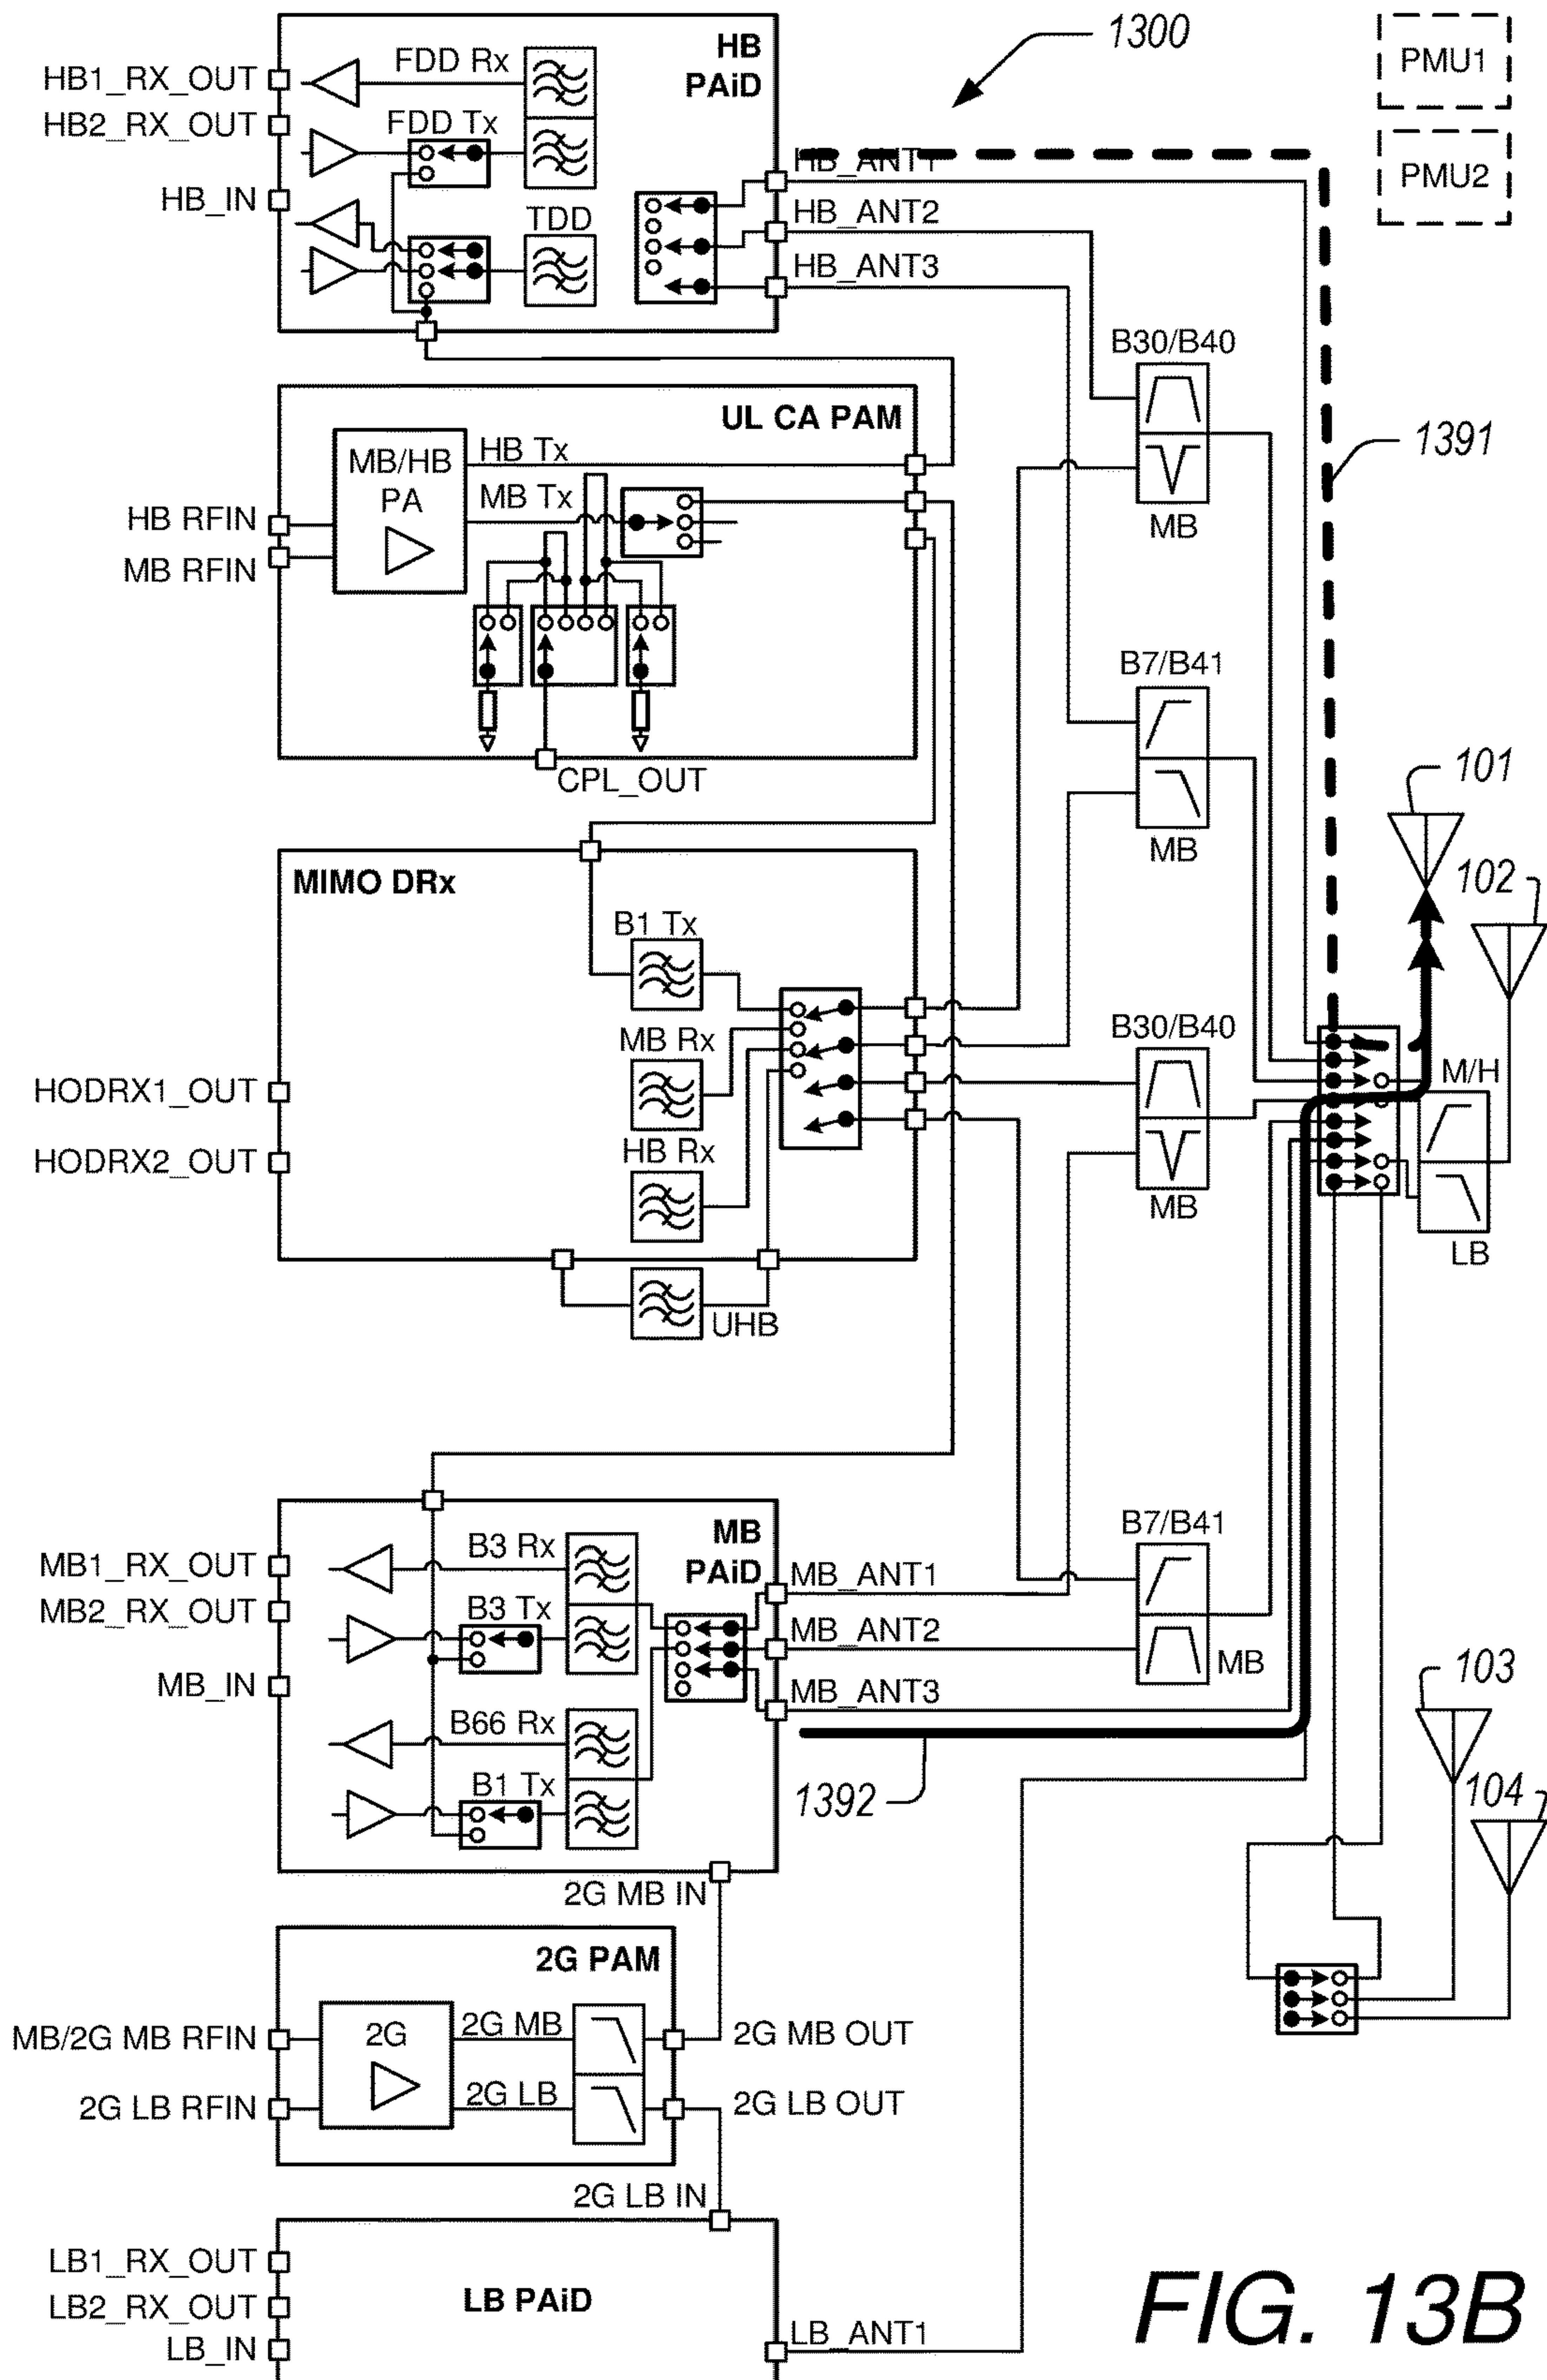 1300
PMU1
PMU2
HB
PAiD
HB1_RX_OUT
HB2_RX_OUT
HB_IN
FDD Rx
FDD Tx
TDD
HB_ANT1
HB_ANT2
HB_ANT3
B30/B40
MB
1391
UL CA PAM
MB/HB
PA
HB Tx
MB Tx
HB RFIN
MB RFIN
CPL_OUT
B7/B41
MB
101
102
MIMO DRx
B1 Tx
MB Rx
HB Rx
HODRX1_OUT
HODRX2_OUT
UHB
B30/B40
MB
M/H
LB
MB
PAiD
MB1_RX_OUT
MB2_RX_OUT
MB_IN
B3 Rx
B3 Tx
B66 Rx
B1 Tx
MB_ANT1
MB_ANT2
MB_ANT3
B7/B41
MB
1392
103
104
2G MB IN
2G PAM
MB/2G MB RFIN
2G LB RFIN
2G
2G MB
2G LB
2G MB OUT
2G LB OUT
2G LB IN
LB1_RX_OUT
LB2_RX_OUT
LB_IN
LB PAiD
LB_ANT1
FIG. 13B